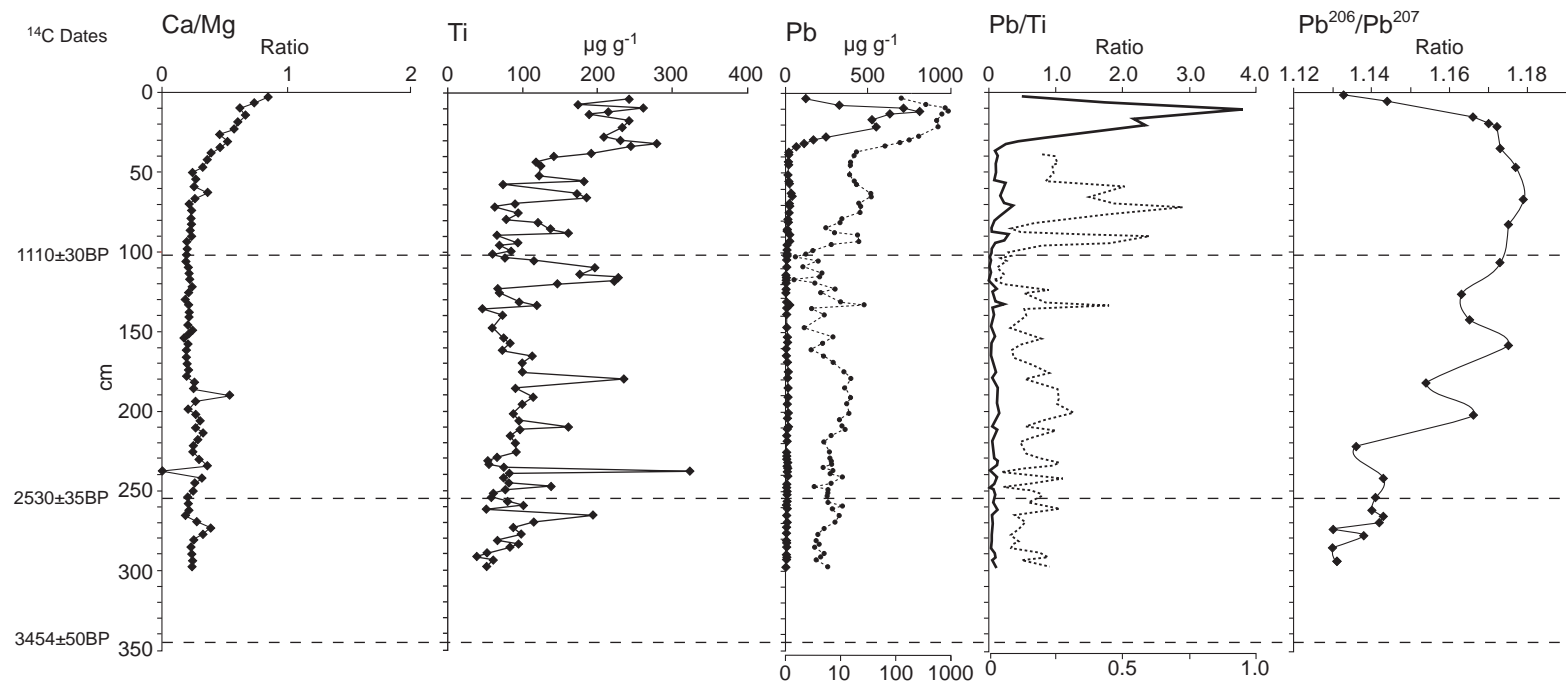 Ca/Mg Ti Pb Pb/Ti Pb²⁰⁶/Pb²⁰⁷
¹⁴C Dates Ratio µg g⁻¹ µg g⁻¹ Ratio Ratio
0 1 2 0 100 200 300 400 0 500 1000 0 1.0 2.0 3.0 4.0 1.12 1.14 1.16 1.18
0
50
1110±30BP 100
150
cm
200
2530±35BP 250
300
3454±50BP
350
0 10 100 1000 0 0.5 1.0